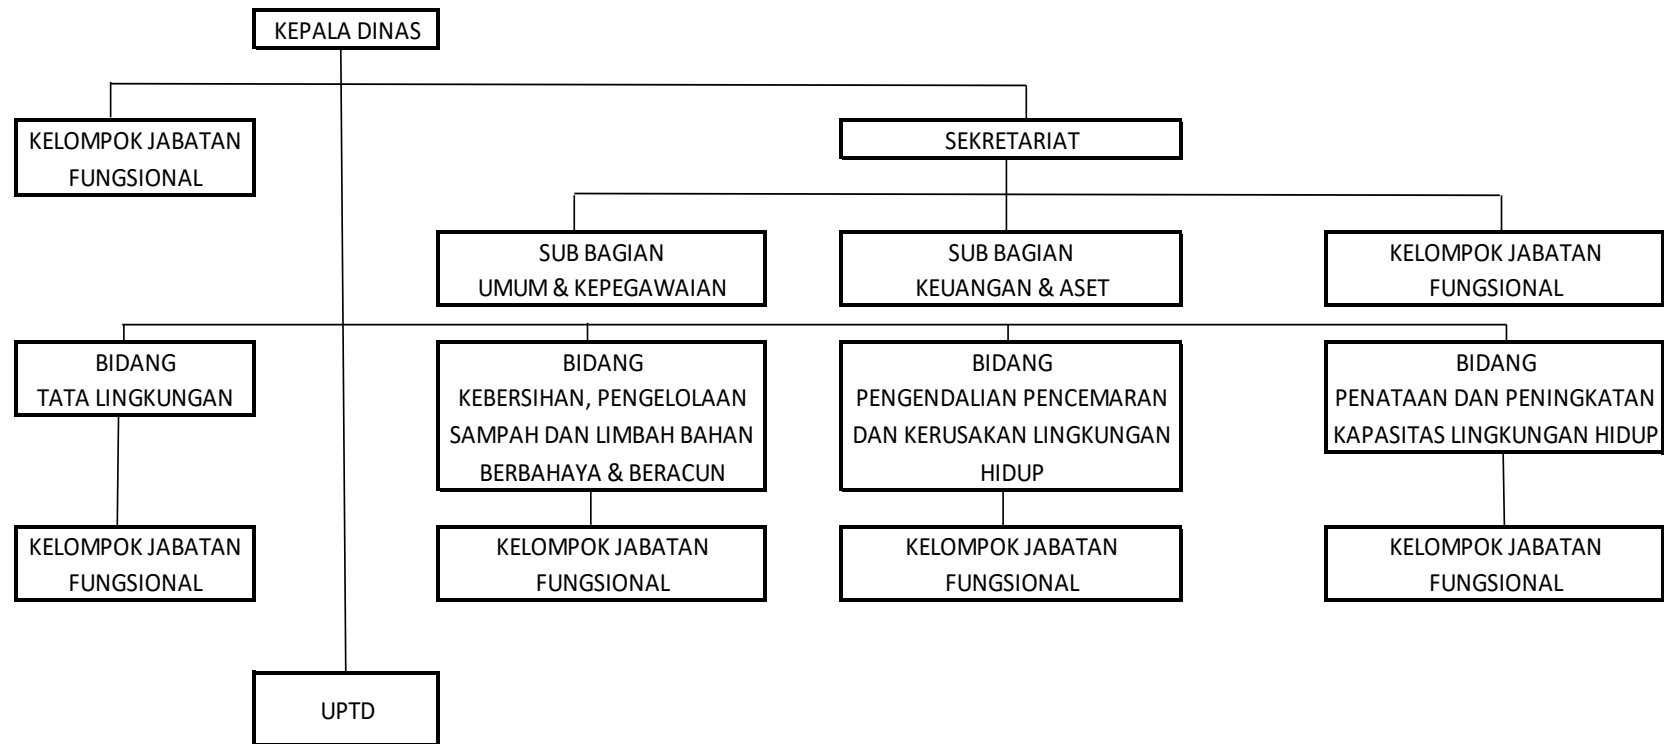 KEPALA DINAS
KELOMPOK JABATAN
FUNGSIONAL
SEKRETARIAT
SUB BAGIAN
UMUM & KEPEGAWAIAN
SUB BAGIAN
KEUANGAN & ASET
KELOMPOK JABATAN
FUNGSIONAL
BIDANG
TATA LINGKUNGAN
BIDANG
KEBERSIHAN, PENGELOLAAN
SAMPAH DAN LIMBAH BAHAN
BERBAHAYA & BERACUN
BIDANG
PENGENDALIAN PENCEMARAN
DAN KERUSAKAN LINGKUNGAN
HIDUP
BIDANG
PENATAAN DAN PENINGKATAN
KAPASITAS LINGKUNGAN HIDUP
KELOMPOK JABATAN
FUNGSIONAL
KELOMPOK JABATAN
FUNGSIONAL
KELOMPOK JABATAN
FUNGSIONAL
KELOMPOK JABATAN
FUNGSIONAL
UPTD